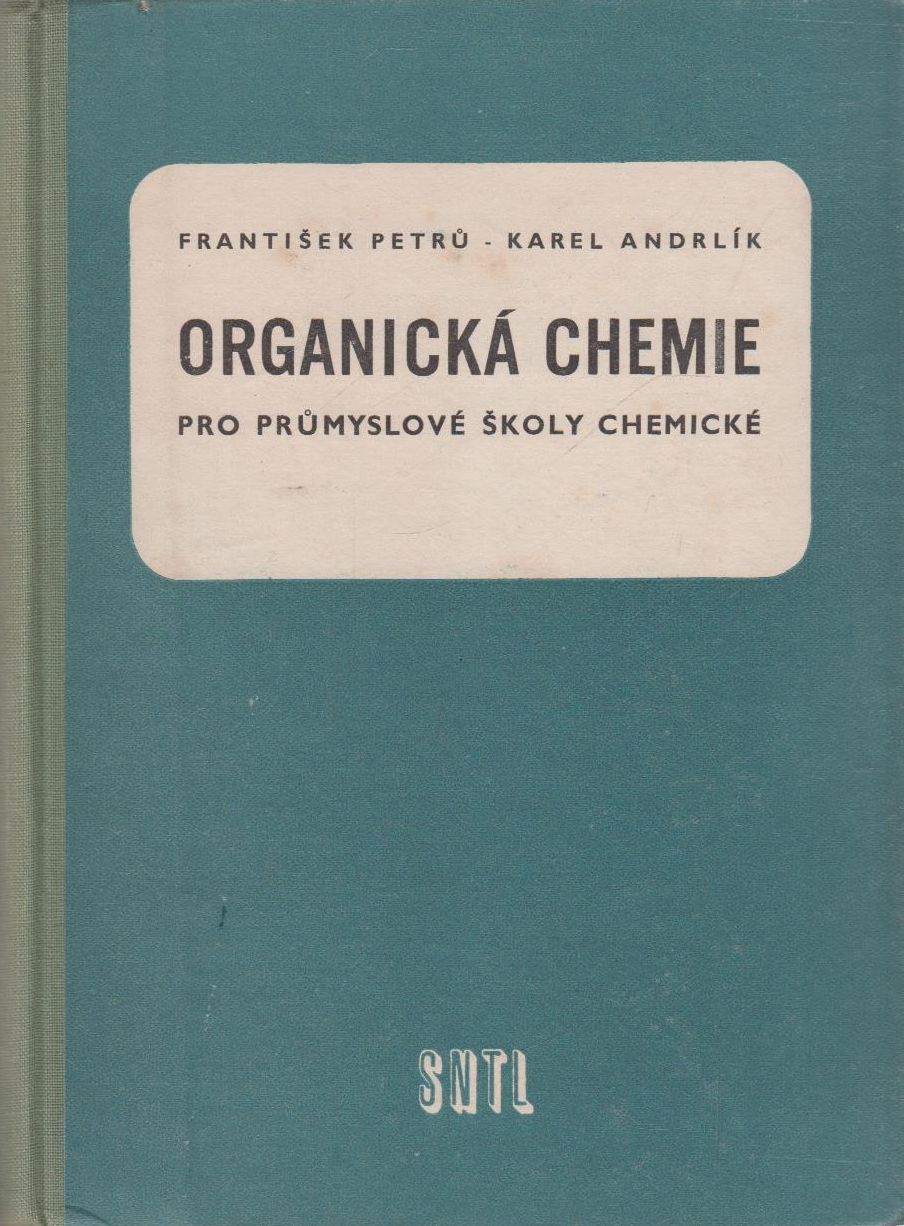 FRANTIŠEK PETRŮ - KAREL ANDRLÍK
ORGANICKÁ CHEMIE
PRO PRŮMYSLOVÉ ŠKOLY CHEMICKÉ
SNTL